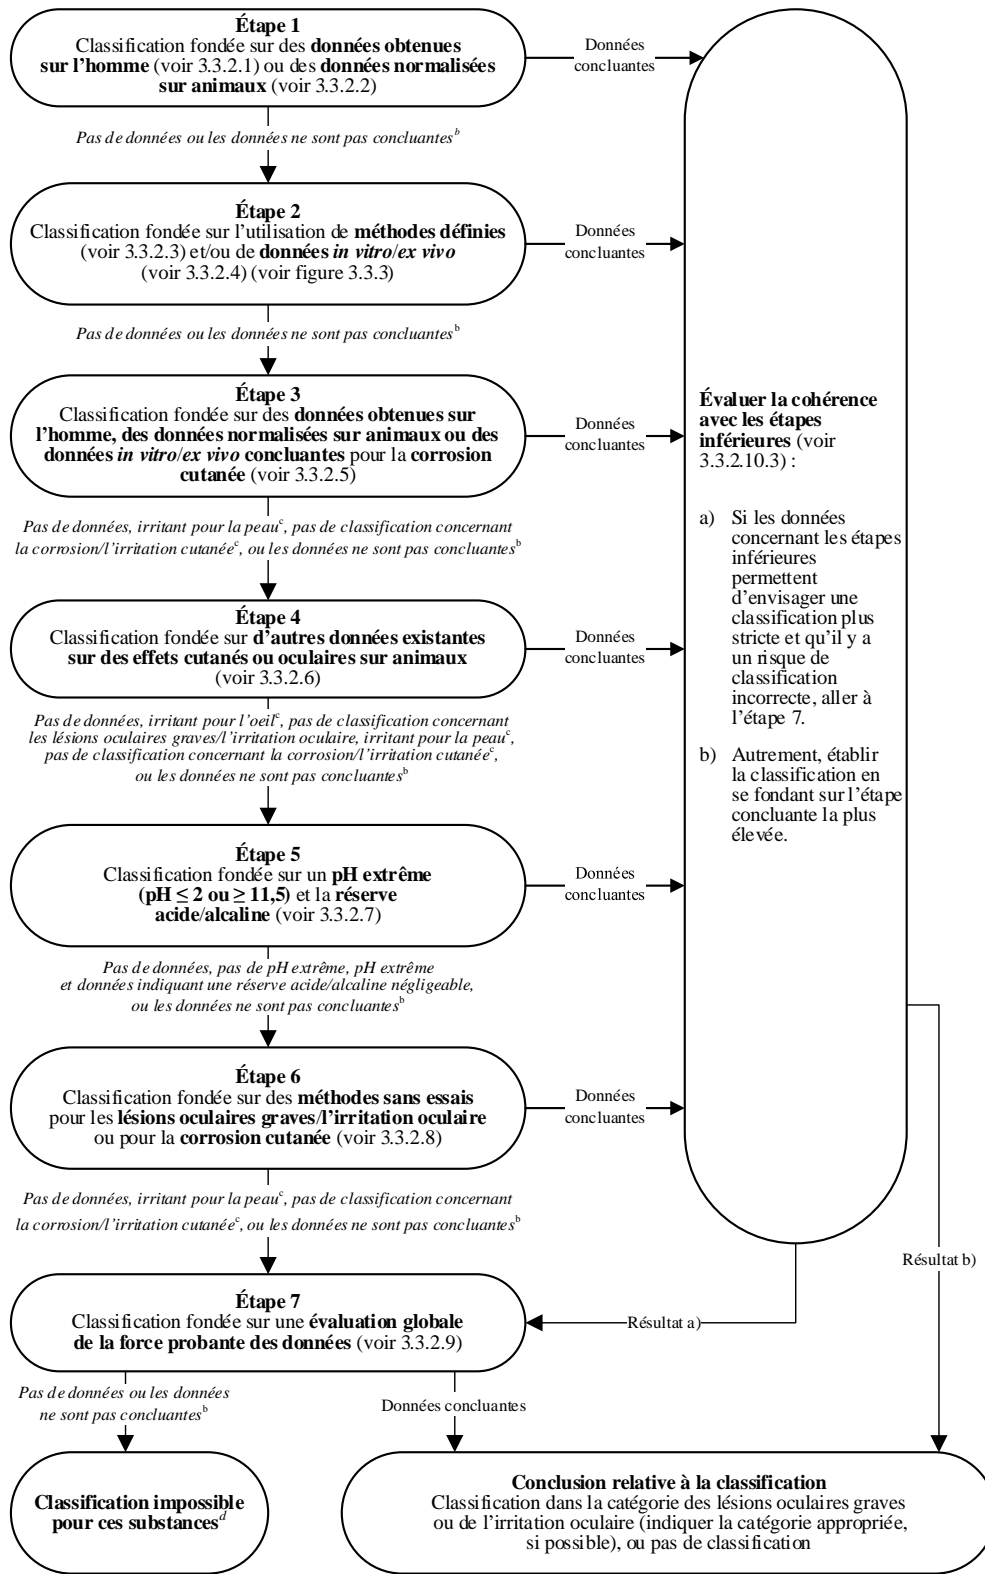 Étape 1
Classification fondée sur des données obtenues
sur l'homme (voir 3.3.2.1) ou des données normalisées
sur animaux (voir 3.3.2.2)
Données
concluantes
Pas de données ou les données ne sont pas concluantes^b
Étape 2
Classification fondée sur l'utilisation de méthodes définies
(voir 3.3.2.3) et/ou de données in vitro/ex vivo
(voir 3.3.2.4) (voir figure 3.3.3)
Données
concluantes
Pas de données ou les données ne sont pas concluantes^b
Étape 3
Classification fondée sur des données obtenues sur
l'homme, des données normalisées sur animaux ou des
données in vitro/ex vivo concluantes pour la corrosion
cutanée (voir 3.3.2.5)
Données
concluantes
Pas de données, irritant pour la peau^c, pas de classification concernant
la corrosion/l'irritation cutanée^c, ou les données ne sont pas concluantes^b
Étape 4
Classification fondée sur d'autres données existantes
sur des effets cutanés ou oculaires sur animaux
(voir 3.3.2.6)
Données
concluantes
Pas de données, irritant pour l'oeil^c, pas de classification concernant
les lésions oculaires graves/l'irritation oculaire, irritant pour la peau^c,
pas de classification concernant la corrosion/l'irritation cutanée^c,
ou les données ne sont pas concluantes^b
Étape 5
Classification fondée sur un pH extrême
(pH ≤ 2 ou ≥ 11,5) et la réserve
acide/alcaline (voir 3.3.2.7)
Données
concluantes
Pas de données, pas de pH extrême, pH extrême
et données indiquant une réserve acide/alcaline négligeable,
ou les données ne sont pas concluantes^b
Étape 6
Classification fondée sur des méthodes sans essais
pour les lésions oculaires graves/l'irritation oculaire
ou pour la corrosion cutanée (voir 3.3.2.8)
Données
concluantes
Pas de données, irritant pour la peau^c, pas de classification concernant
la corrosion/l'irritation cutanée^c, ou les données ne sont pas concluantes^b
Étape 7
Classification fondée sur une évaluation globale
de la force probante des données (voir 3.3.2.9)
Évaluer la cohérence
avec les étapes
inférieures (voir
3.3.2.10.3) :
a) Si les données
concernant les étapes
inférieures
permettent
d'envisager une
classification plus
stricte et qu'il y a
un risque de
classification
incorrecte, aller à
l'étape 7.
b) Autrement, établir
la classification en
se fondant sur l'étape
concluante la plus
élevée.
Résultat a)
Résultat b)
Pas de données ou les données
ne sont pas concluantes^b
Données concluantes
Classification impossible
pour ces substances^d
Conclusion relative à la classification
Classification dans la catégorie des lésions oculaires graves
ou de l'irritation oculaire (indiquer la catégorie appropriée,
si possible), ou pas de classification